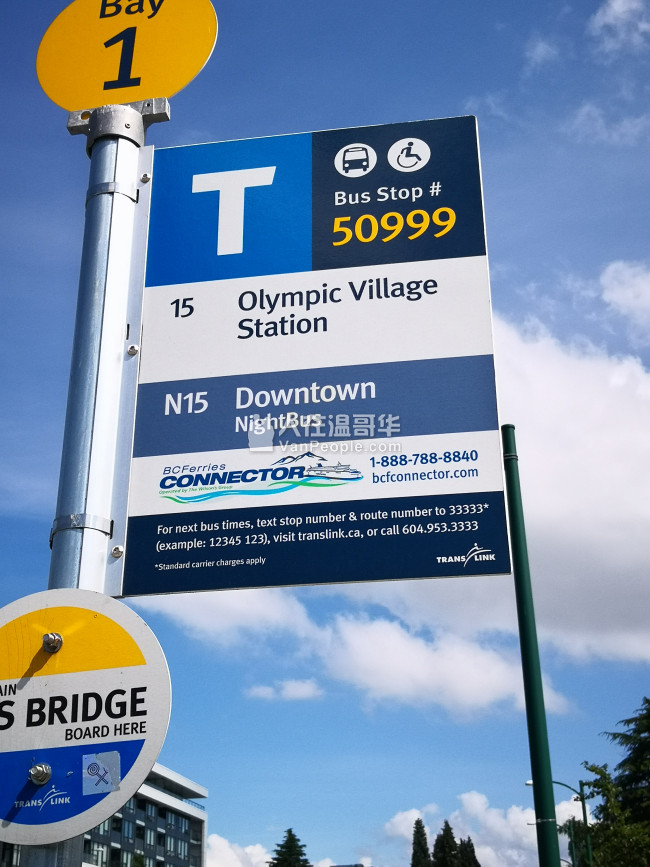 Bay
1
T
Bus Stop #
50999
15 Olympic Village
Station
N15 Downtown
NightBus
人在温哥华
VanPeople.com
BCFerries
CONNECTOR
Operated by The Wilson's Group
1-888-788-8840
bcfconnector.com
For next bus times, text stop number & route number to 33333*
(example: 12345 123), visit translink.ca, or call 604.953.3333
*Standard carrier charges apply
TRANSLINK
AIN
S BRIDGE
BOARD HERE
TRANSLINK